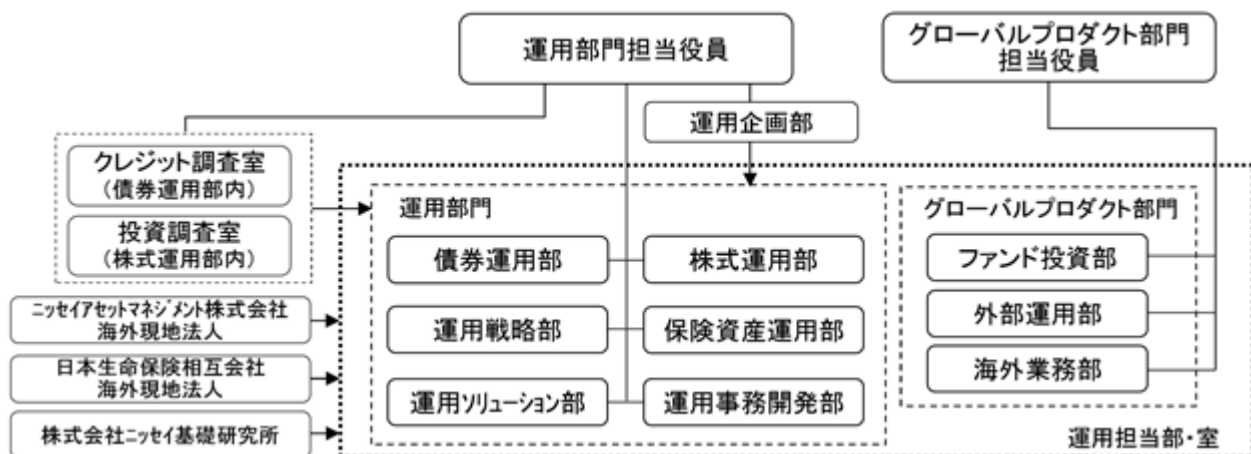 運用部門担当役員
グローバルプロダクト部門
担当役員
運用企画部
クレジット調査室
(債券運用部内)
投資調査室
(株式運用部内)
運用部門
債券運用部
株式運用部
運用戦略部
保険資産運用部
運用ソリューション部
運用事務開発部
グローバルプロダクト部門
ファンド投資部
外部運用部
海外業務部
ニッセイアセットマネジメント株式会社
海外現地法人
日本生命保険相互会社
海外現地法人
株式会社ニッセイ基礎研究所
運用担当部・室